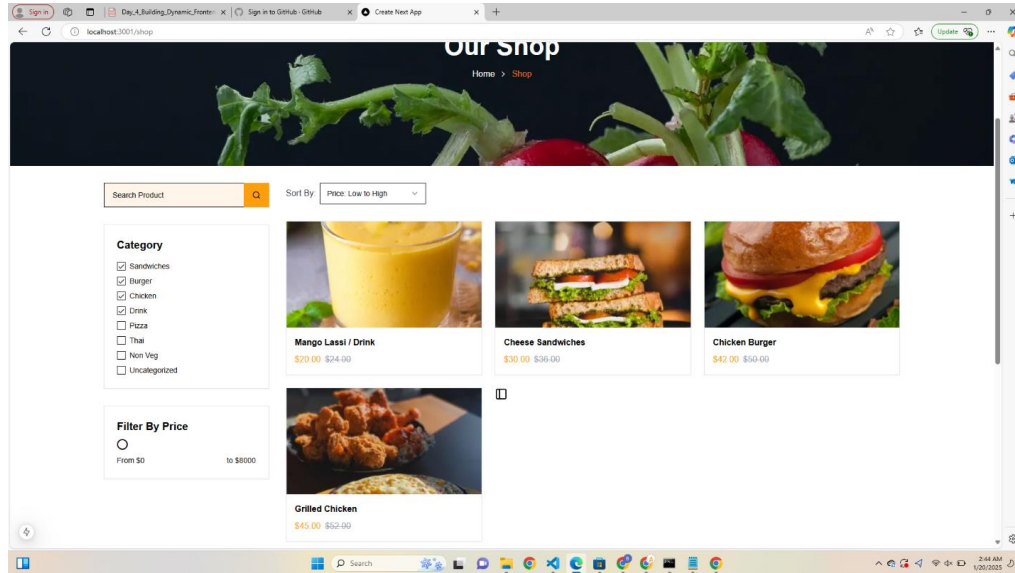 Sign in
Day_4_Building_Dynamic_Fronten
Sign in to GitHub · GitHub
Create Next App
localhost:3001/shop
Update
Our Shop
Home > Shop
Search Product
Sort By: Price: Low to High
Category
Sandwiches
Burger
Chicken
Drink
Pizza
Thai
Non Veg
Uncategorized
Filter By Price
From $0 to $8000
Mango Lassi / Drink
$20.00 $24.00
Cheese Sandwiches
$30.00 $36.00
Chicken Burger
$42.00 $50.00
Grilled Chicken
$45.00 $52.00
Search
2:44 AM
1/20/2025